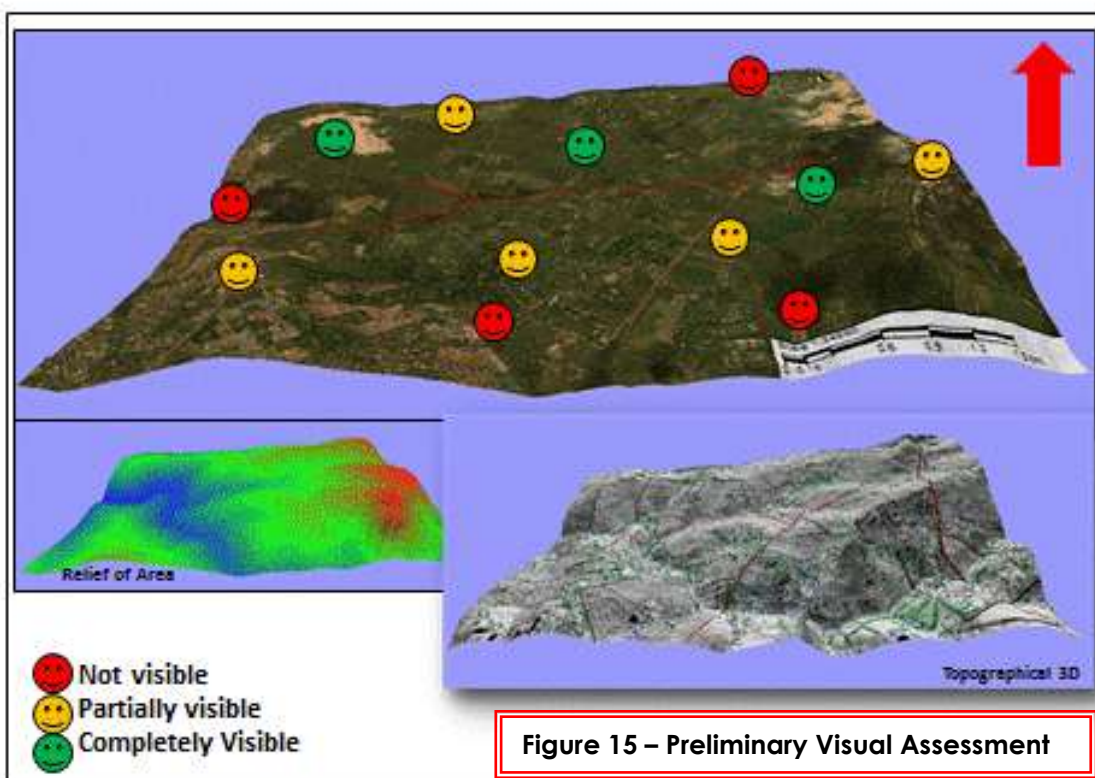 Relief of Area
Topographical 3D
Not visible
Partially visible
Completely Visible
Figure 15 – Preliminary Visual Assessment